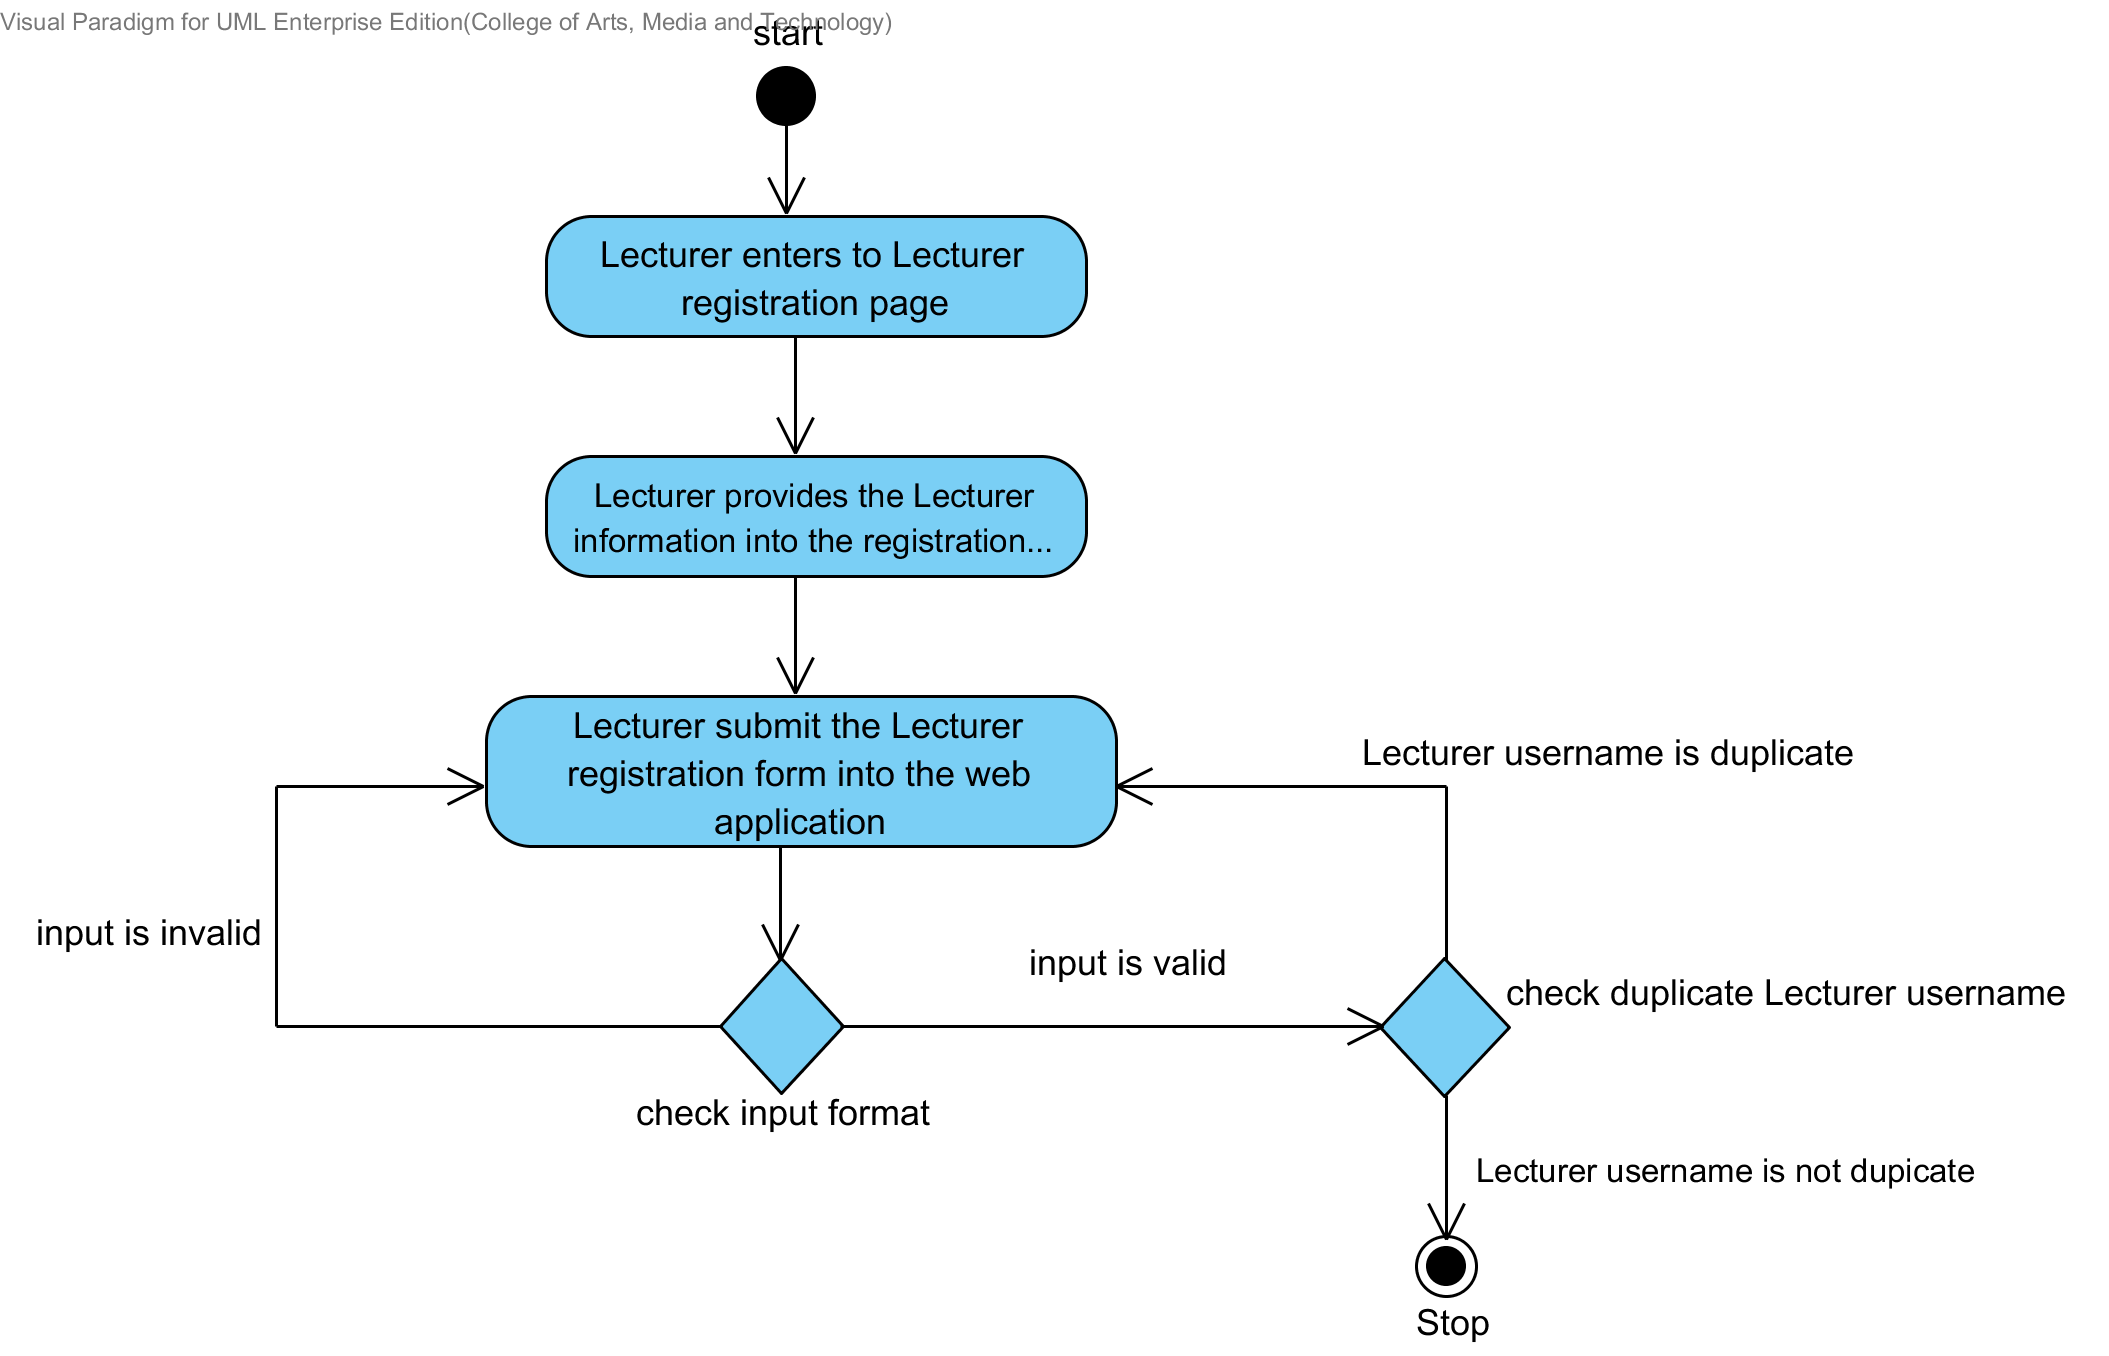 Visual Paradigm for UML Enterprise Edition(College of Arts, Media and Technology)
start
Lecturer enters to Lecturer
registration page
Lecturer provides the Lecturer
information into the registration...
Lecturer submit the Lecturer
registration form into the web
application
Lecturer username is duplicate
input is invalid
input is valid
check duplicate Lecturer username
check input format
Lecturer username is not dupicate
Stop